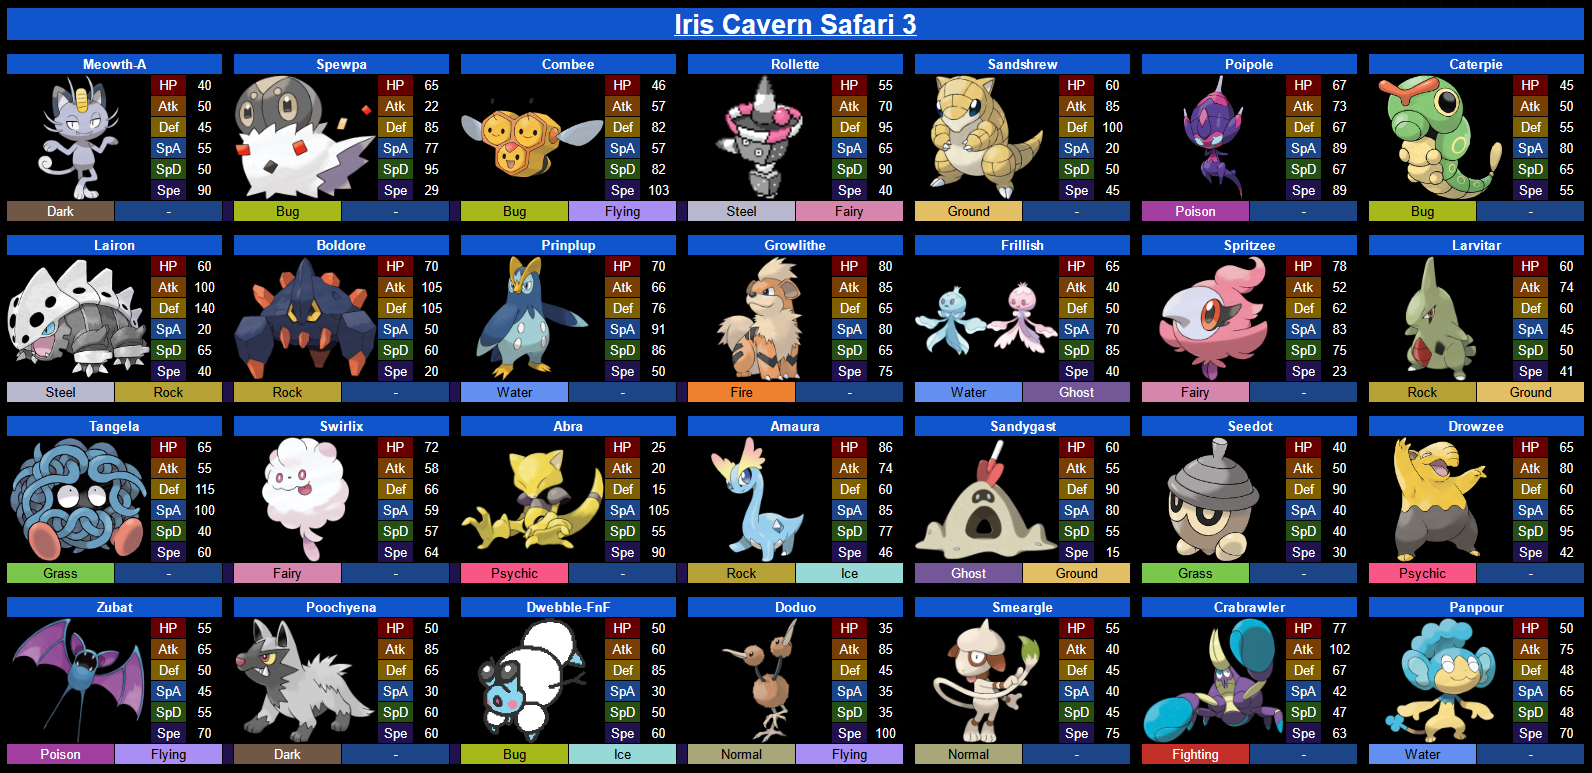 Iris Cavern Safari 3
Meowth-A Spewpa Combee Rollette Sandshrew Poipole Caterpie
HP 40 HP 65 HP 46 HP 55 HP 60 HP 67 HP 45
Atk 50 Atk 22 Atk 57 Atk 70 Atk 85 Atk 73 Atk 50
Def 45 Def 85 Def 82 Def 95 Def 100 Def 67 Def 55
SpA 55 SpA 77 SpA 57 SpA 65 SpA 20 SpA 89 SpA 80
SpD 50 SpD 95 SpD 82 SpD 90 SpD 50 SpD 67 SpD 65
Spe 90 Spe 29 Spe 103 Spe 40 Spe 45 Spe 89 Spe 55
Dark - Bug - Bug Flying Steel Fairy Ground - Poison - Bug -
Lairon Boldore Prinplup Growlithe Frillish Spritzee Larvitar
HP 60 HP 70 HP 70 HP 80 HP 65 HP 78 HP 60
Atk 100 Atk 105 Atk 66 Atk 85 Atk 40 Atk 52 Atk 74
Def 140 Def 105 Def 76 Def 65 Def 50 Def 62 Def 60
SpA 20 SpA 50 SpA 91 SpA 80 SpA 70 SpA 83 SpA 45
SpD 65 SpD 60 SpD 86 SpD 65 SpD 85 SpD 75 SpD 50
Spe 40 Spe 20 Spe 50 Spe 75 Spe 40 Spe 23 Spe 41
Steel Rock Rock - Water - Fire - Water Ghost Fairy - Rock Ground
Tangela Swirlix Abra Amaura Sandygast Seedot Drowzee
HP 65 HP 72 HP 25 HP 86 HP 60 HP 40 HP 65
Atk 55 Atk 58 Atk 20 Atk 74 Atk 55 Atk 50 Atk 80
Def 115 Def 66 Def 15 Def 60 Def 90 Def 90 Def 60
SpA 100 SpA 59 SpA 105 SpA 85 SpA 80 SpA 40 SpA 65
SpD 40 SpD 57 SpD 55 SpD 77 SpD 55 SpD 40 SpD 95
Spe 60 Spe 64 Spe 90 Spe 46 Spe 15 Spe 30 Spe 42
Grass - Fairy - Psychic - Rock Ice Ghost Ground Grass - Psychic -
Zubat Poochyena Dwebble-FnF Doduo Smeargle Crabrawler Panpour
HP 55 HP 50 HP 50 HP 35 HP 55 HP 77 HP 50
Atk 65 Atk 85 Atk 60 Atk 85 Atk 40 Atk 102 Atk 75
Def 50 Def 65 Def 85 Def 45 Def 45 Def 67 Def 48
SpA 45 SpA 30 SpA 30 SpA 35 SpA 40 SpA 42 SpA 65
SpD 55 SpD 60 SpD 50 SpD 35 SpD 45 SpD 47 SpD 48
Spe 70 Spe 60 Spe 60 Spe 100 Spe 75 Spe 63 Spe 70
Poison Flying Dark - Bug Ice Normal Flying Normal - Fighting - Water -